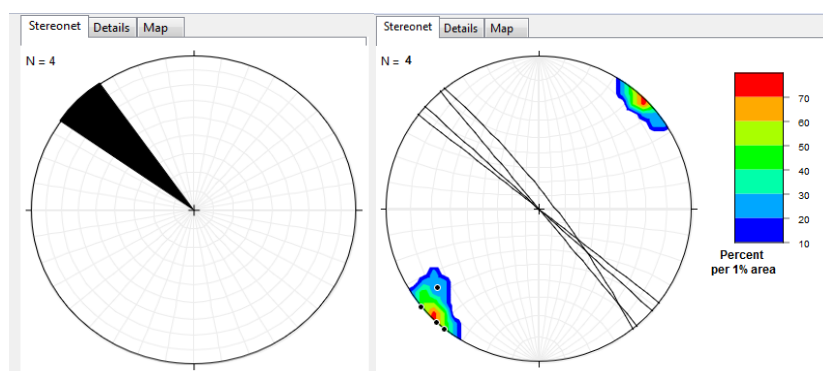 Stereonet Details Map
N = 4
Stereonet Details Map
N = 4
70
60
50
40
30
20
10
Percent
per 1% area